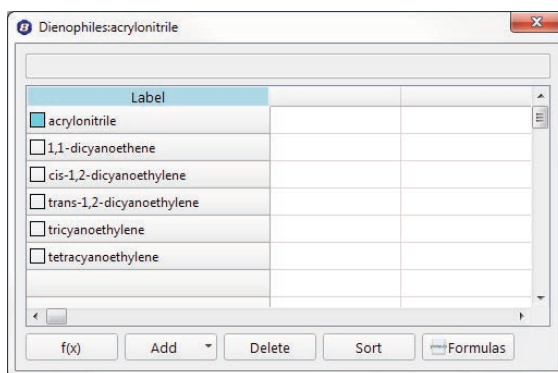 Dienophiles:acrylonitrile
Label
acrylonitrile
1,1-dicyanoethene
cis-1,2-dicyanoethylene
trans-1,2-dicyanoethylene
tricyanoethylene
tetracyanoethylene
f(x) Add Delete Sort Formulas